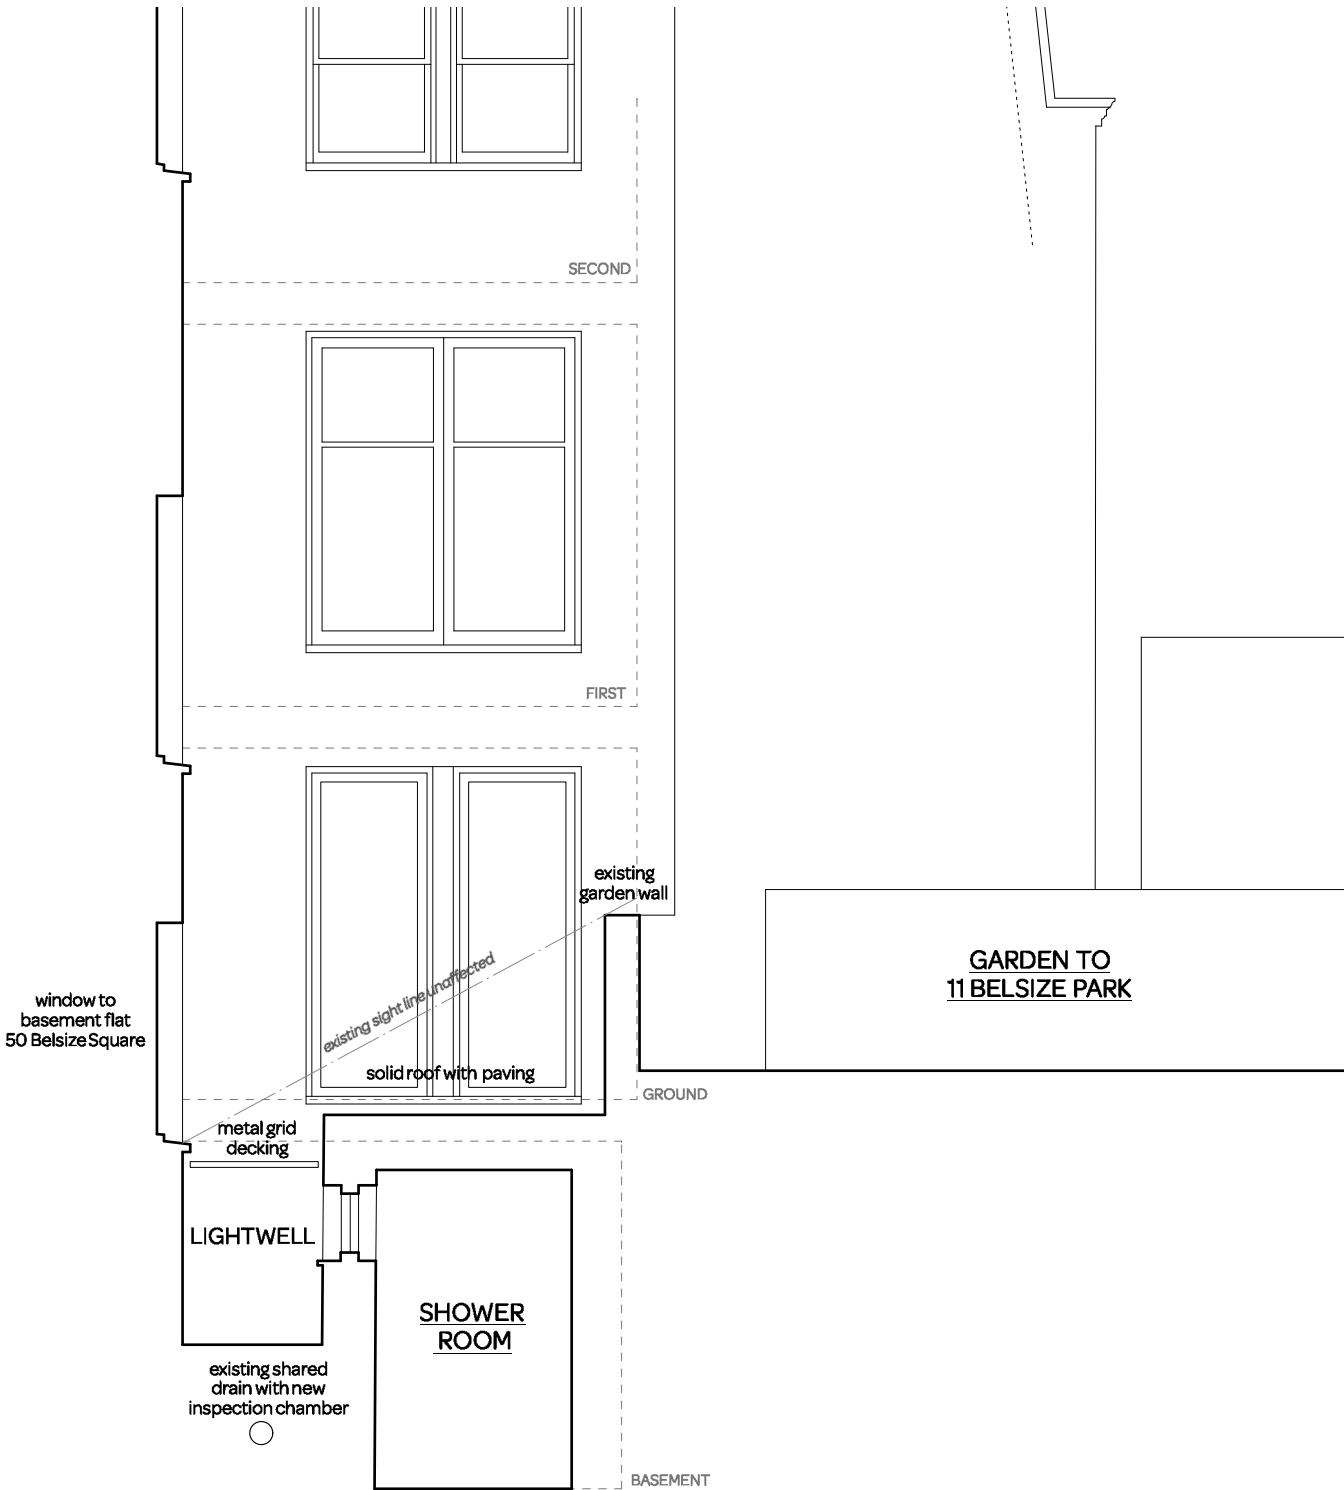 SECOND
FIRST
existing
garden wall
existing sight line unaffected
GARDEN TO
11 BELSIZE PARK
window to
basement flat
50 Belsize Square
solid roof with paving
GROUND
metal grid
decking
LIGHTWELL
SHOWER
ROOM
existing shared
drain with new
inspection chamber
BASEMENT